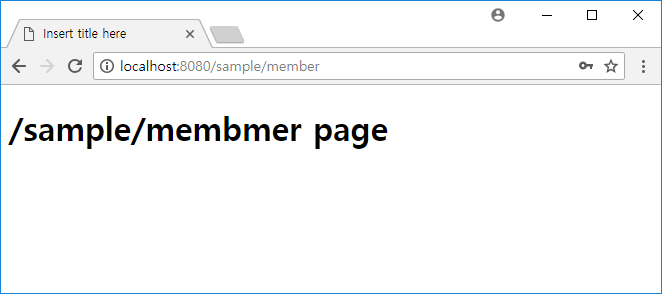 Insert title here
localhost:8080/sample/member
/sample/membmer page